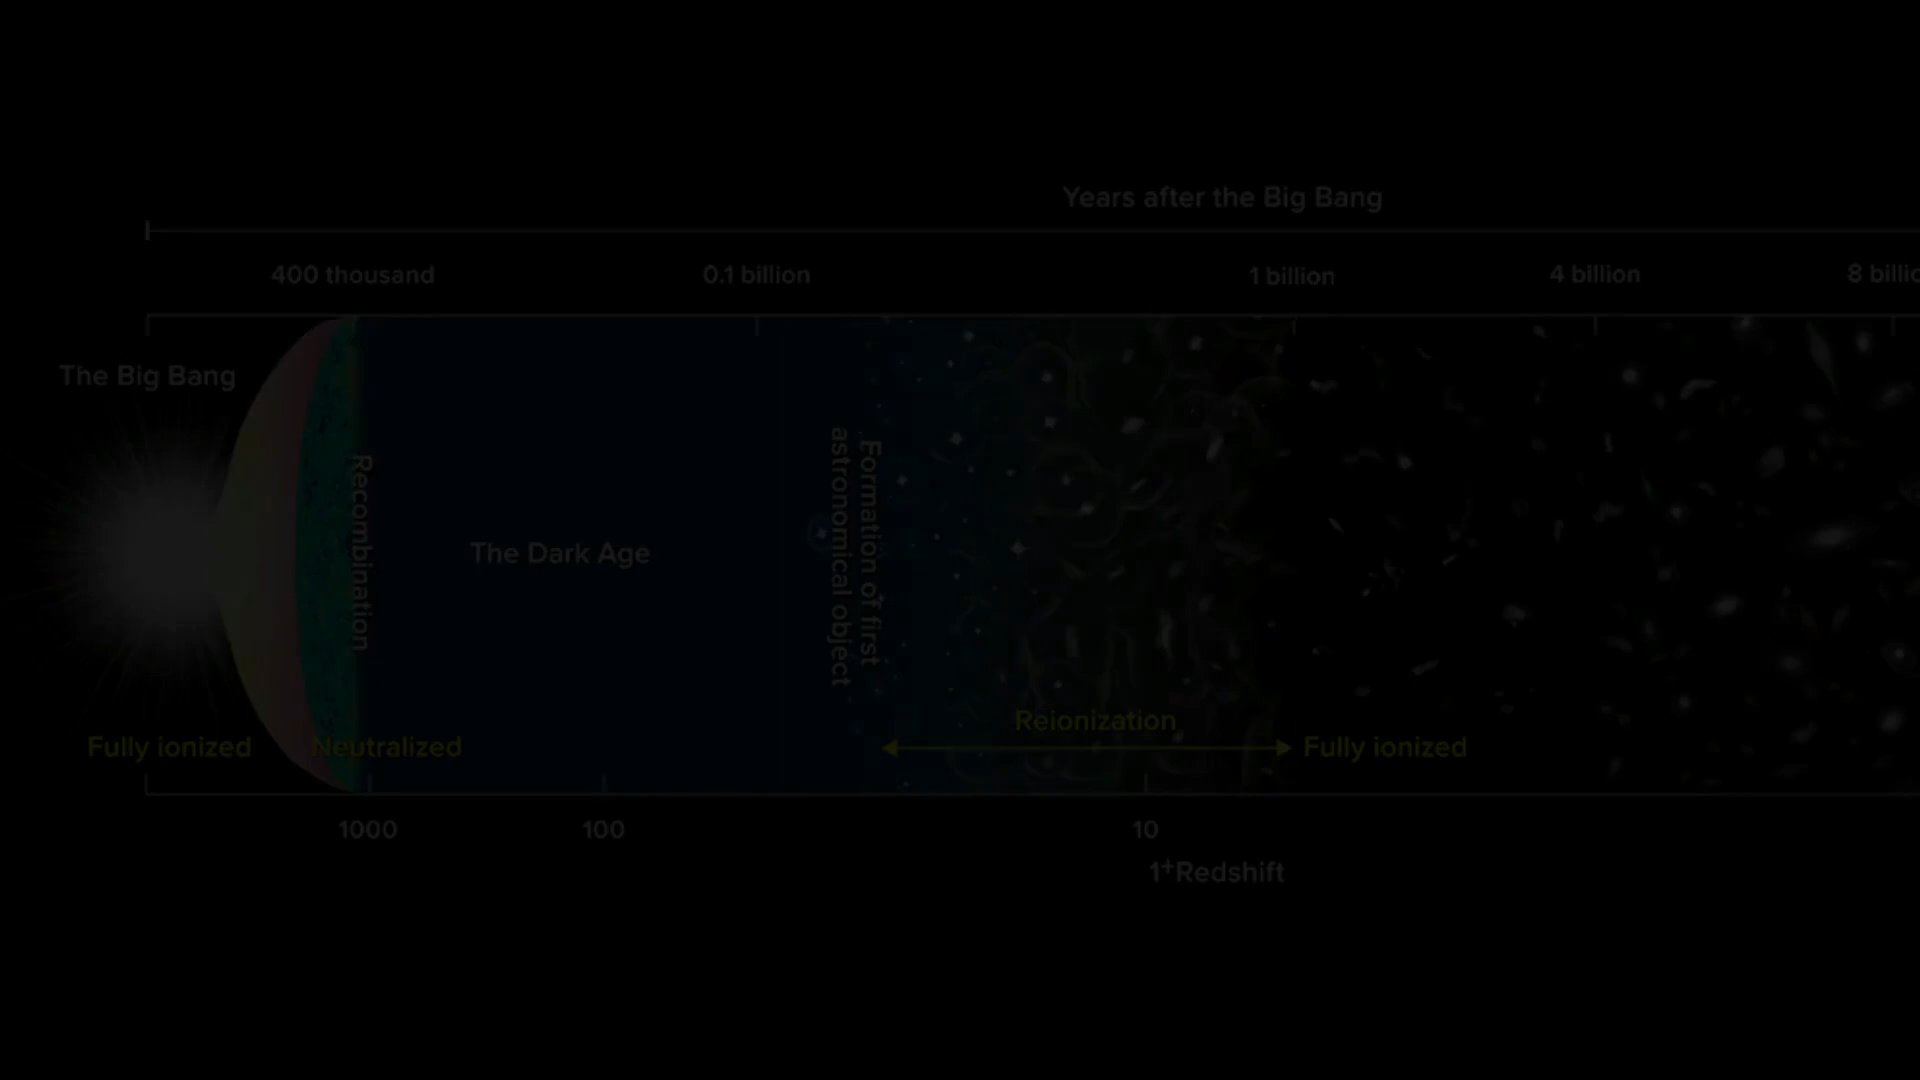 Years after the Big Bang
400 thousand
0.1 billion
1 billion
4 billion
The Big Bang
Recombination
The Dark Age
Formation of first
astronomical object
Reionization
Fully ionized
Neutralized
Fully ionized
1000
100
10
1+Redshift